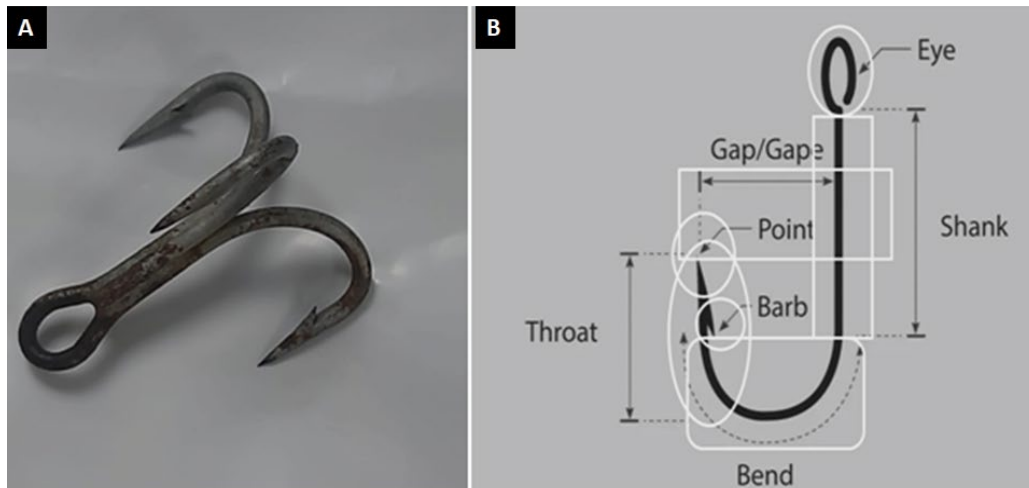 A
B
Eye
Gap/Gape
Point
Shank
Barb
Throat
Bend